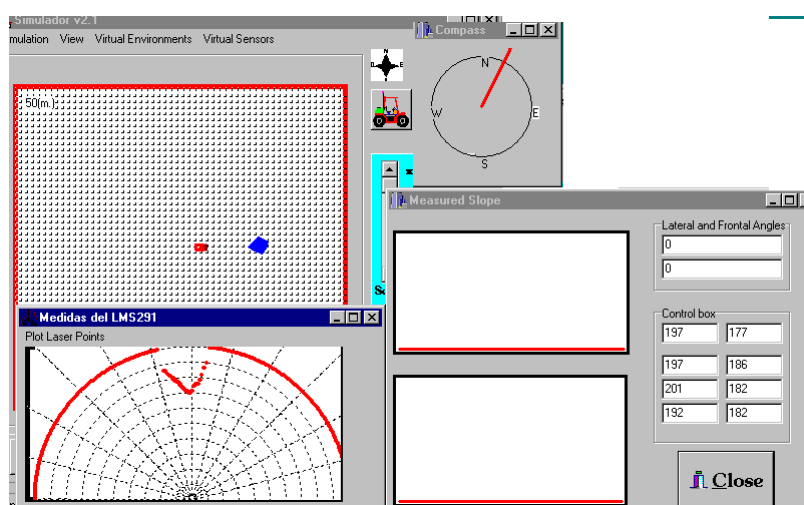 Simulador v2.1
mulation View Virtual Environments Virtual Sensors
Compass
N
W
E
S
50(m.)
Measured Slope
Lateral and Frontal Angles
0
0
Control box
197 177
197 186
201 182
192 182
Close
Medidas del LMS291
Plot Laser Points